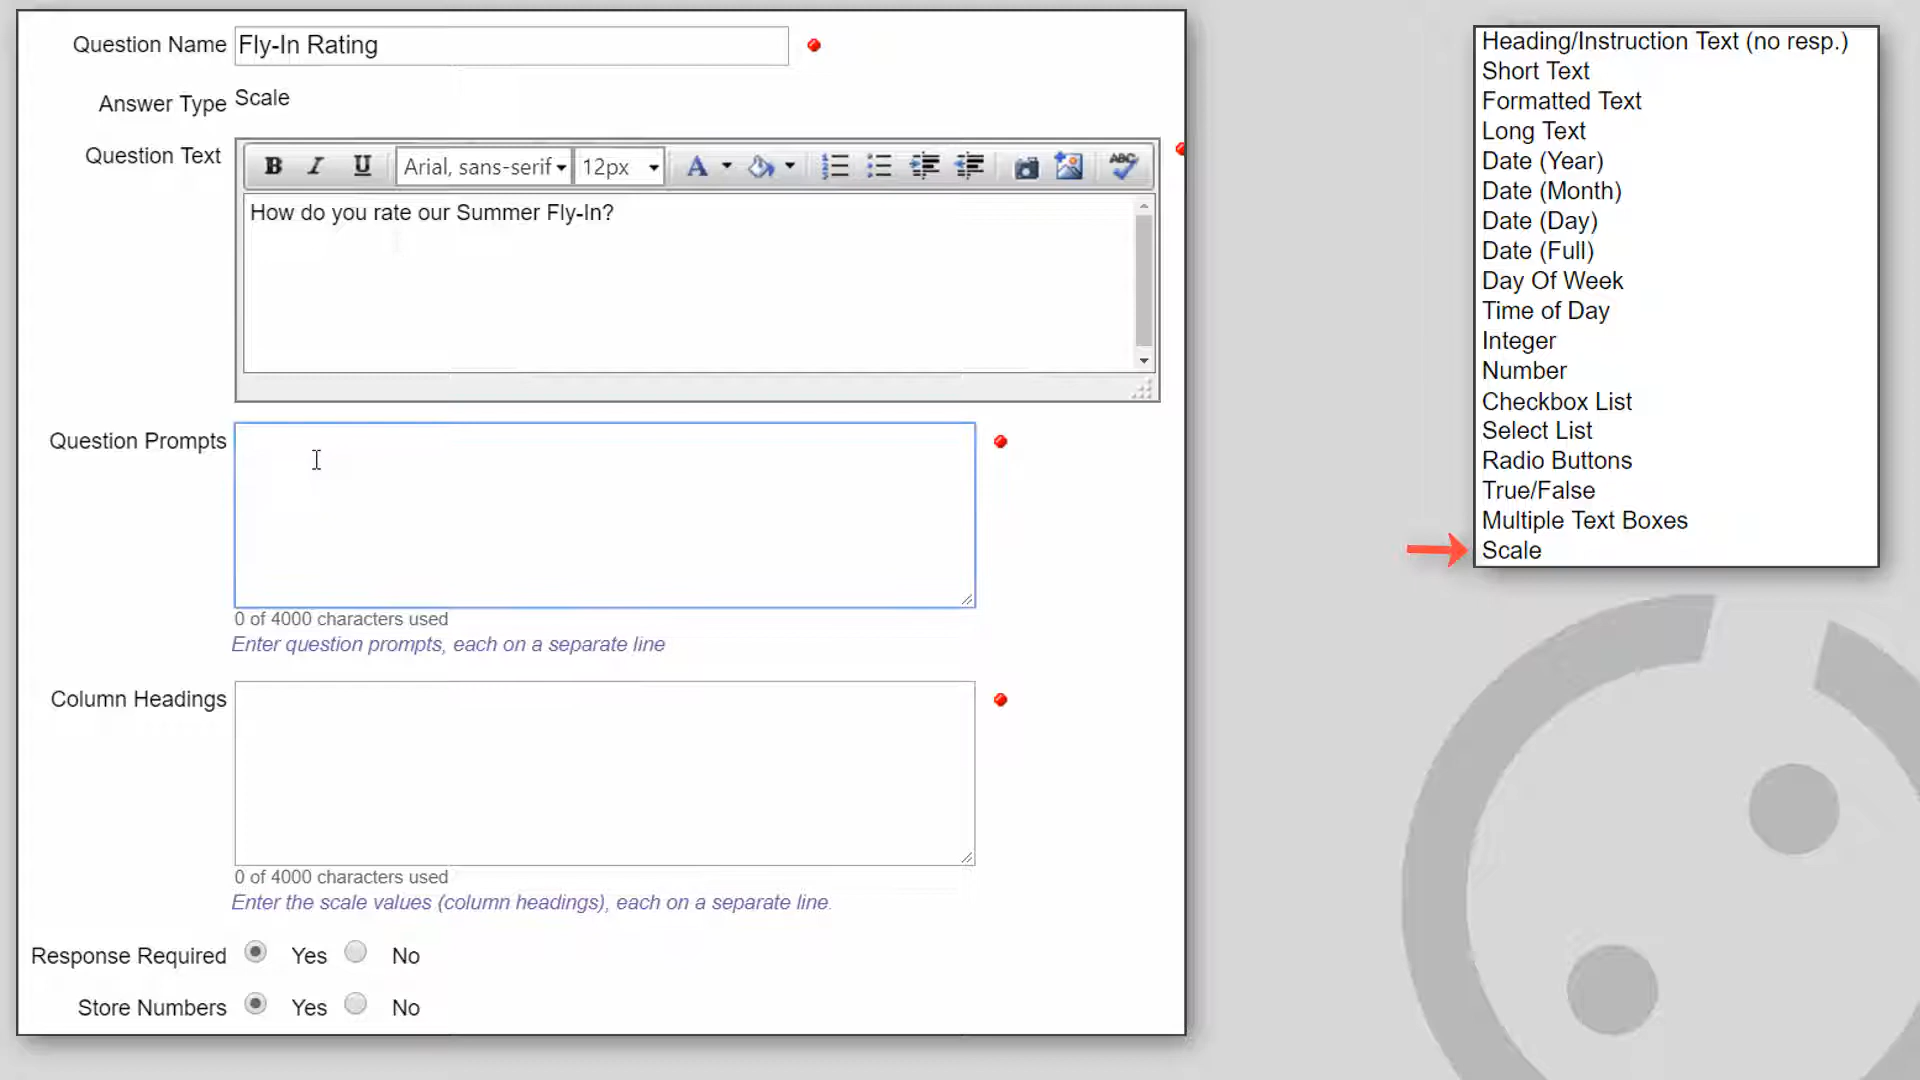 Question Name Fly-In Rating
Answer Type Scale
Question Text
B I U Arial, sans-serif 12px A ABC
How do you rate our Summer Fly-In?
Question Prompts
0 of 4000 characters used
Enter question prompts, each on a separate line
Column Headings
0 of 4000 characters used
Enter the scale values (column headings), each on a separate line.
Response Required Yes No
Store Numbers Yes No
Heading/Instruction Text (no resp.)
Short Text
Formatted Text
Long Text
Date (Year)
Date (Month)
Date (Day)
Date (Full)
Day Of Week
Time of Day
Integer
Number
Checkbox List
Select List
Radio Buttons
True/False
Multiple Text Boxes
Scale